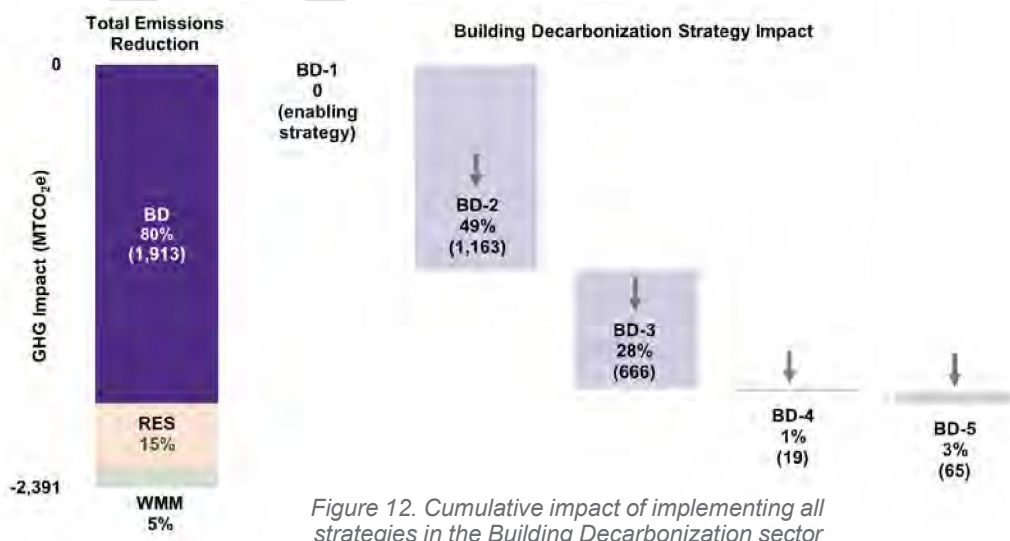 Total Emissions
Reduction
Building Decarbonization Strategy Impact
0
GHG Impact (MTCO₂e)
-2,391
BD
80%
(1,913)
RES
15%
WMM
5%
BD-1
0
(enabling
strategy)
BD-2
49%
(1,163)
BD-3
28%
(666)
BD-4
1%
(19)
BD-5
3%
(65)
Figure 12. Cumulative impact of implementing all
strategies in the Building Decarbonization sector